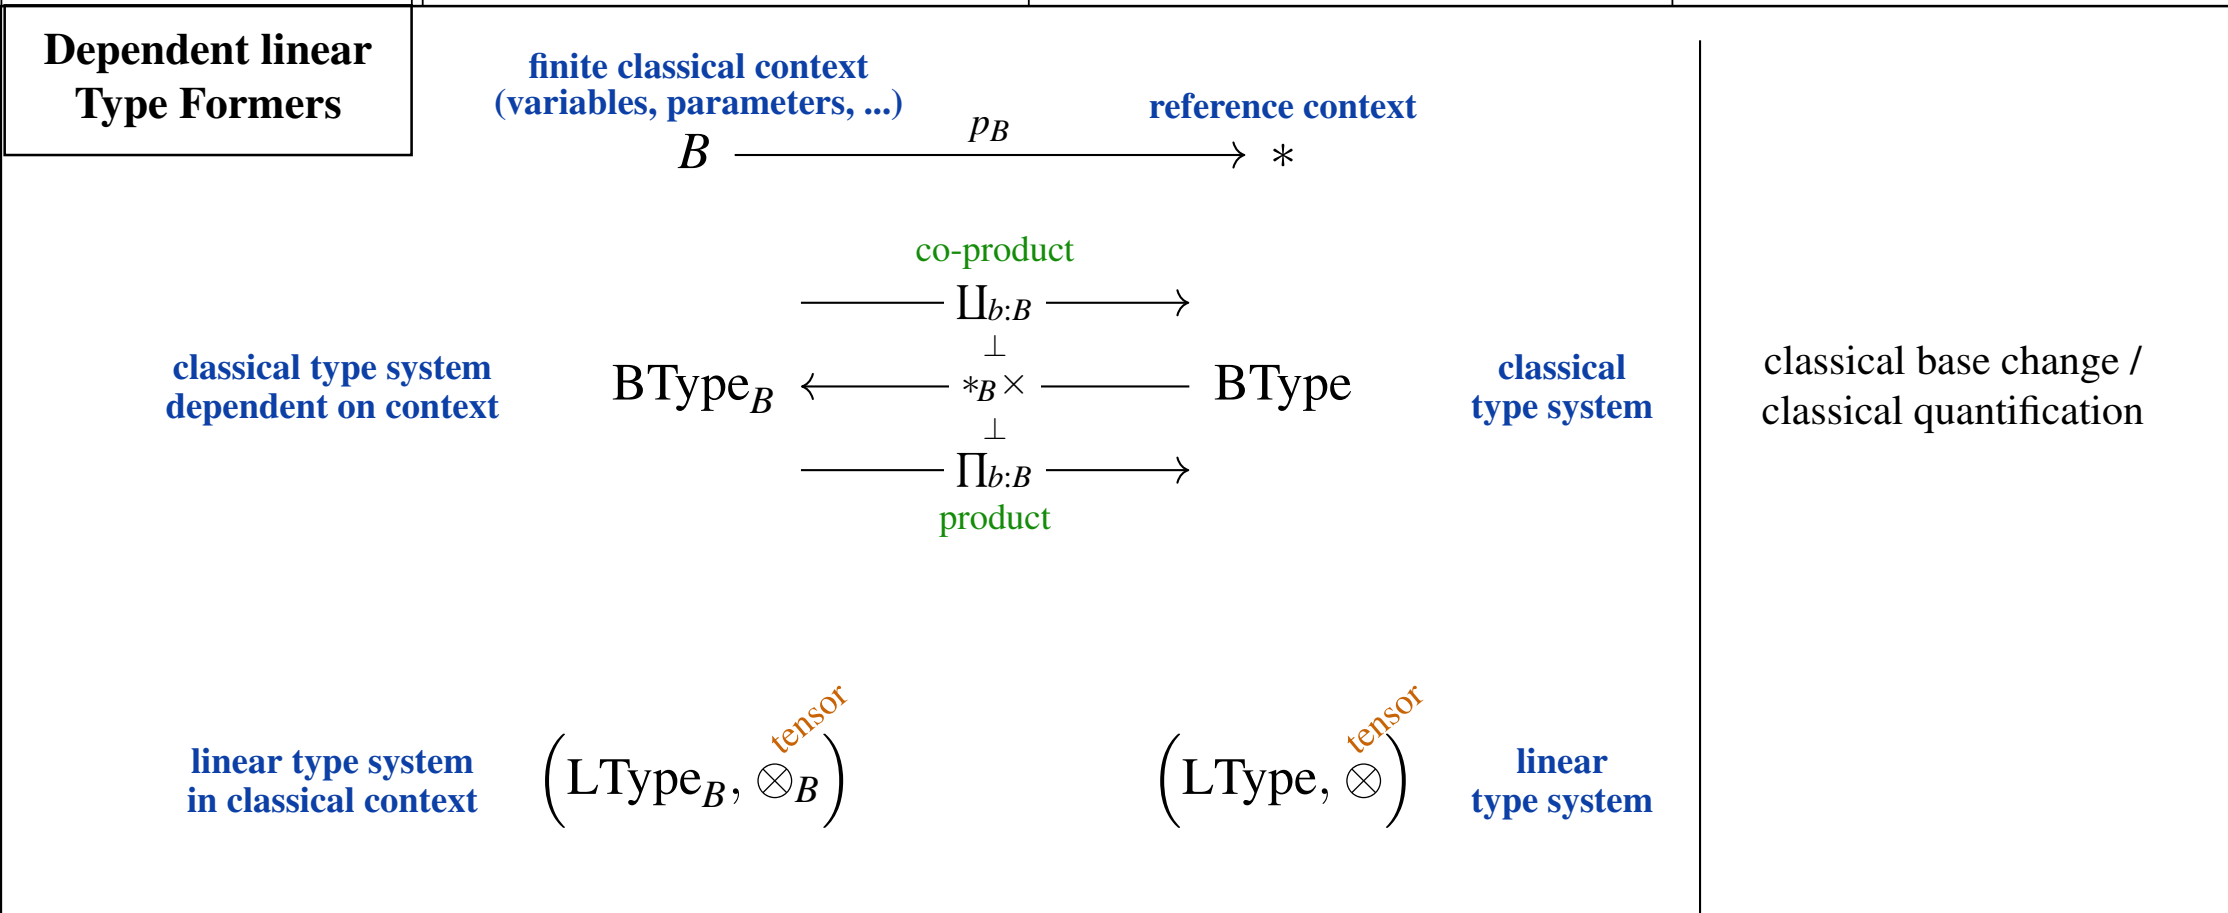 Dependent linear
Type Formers
finite classical context
(variables, parameters, ...)
reference context
B
p_B
*
co-product
∐_{b:B}
⊥
classical type system
dependent on context
BType_B
*_B ×
BType
classical
type system
classical base change /
classical quantification
⊥
∏_{b:B}
product
tensor
tensor
linear type system
in classical context
(LType_B, ⊗_B)
(LType, ⊗)
linear
type system